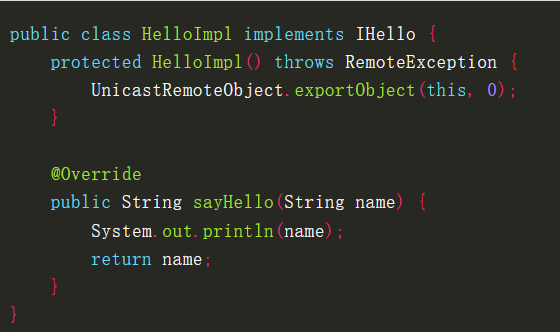 public class HelloImpl implements IHello {
    protected HelloImpl() throws RemoteException {
        UnicastRemoteObject.exportObject(this, 0);
    }

    @Override
    public String sayHello(String name) {
        System.out.println(name);
        return name;
    }
}